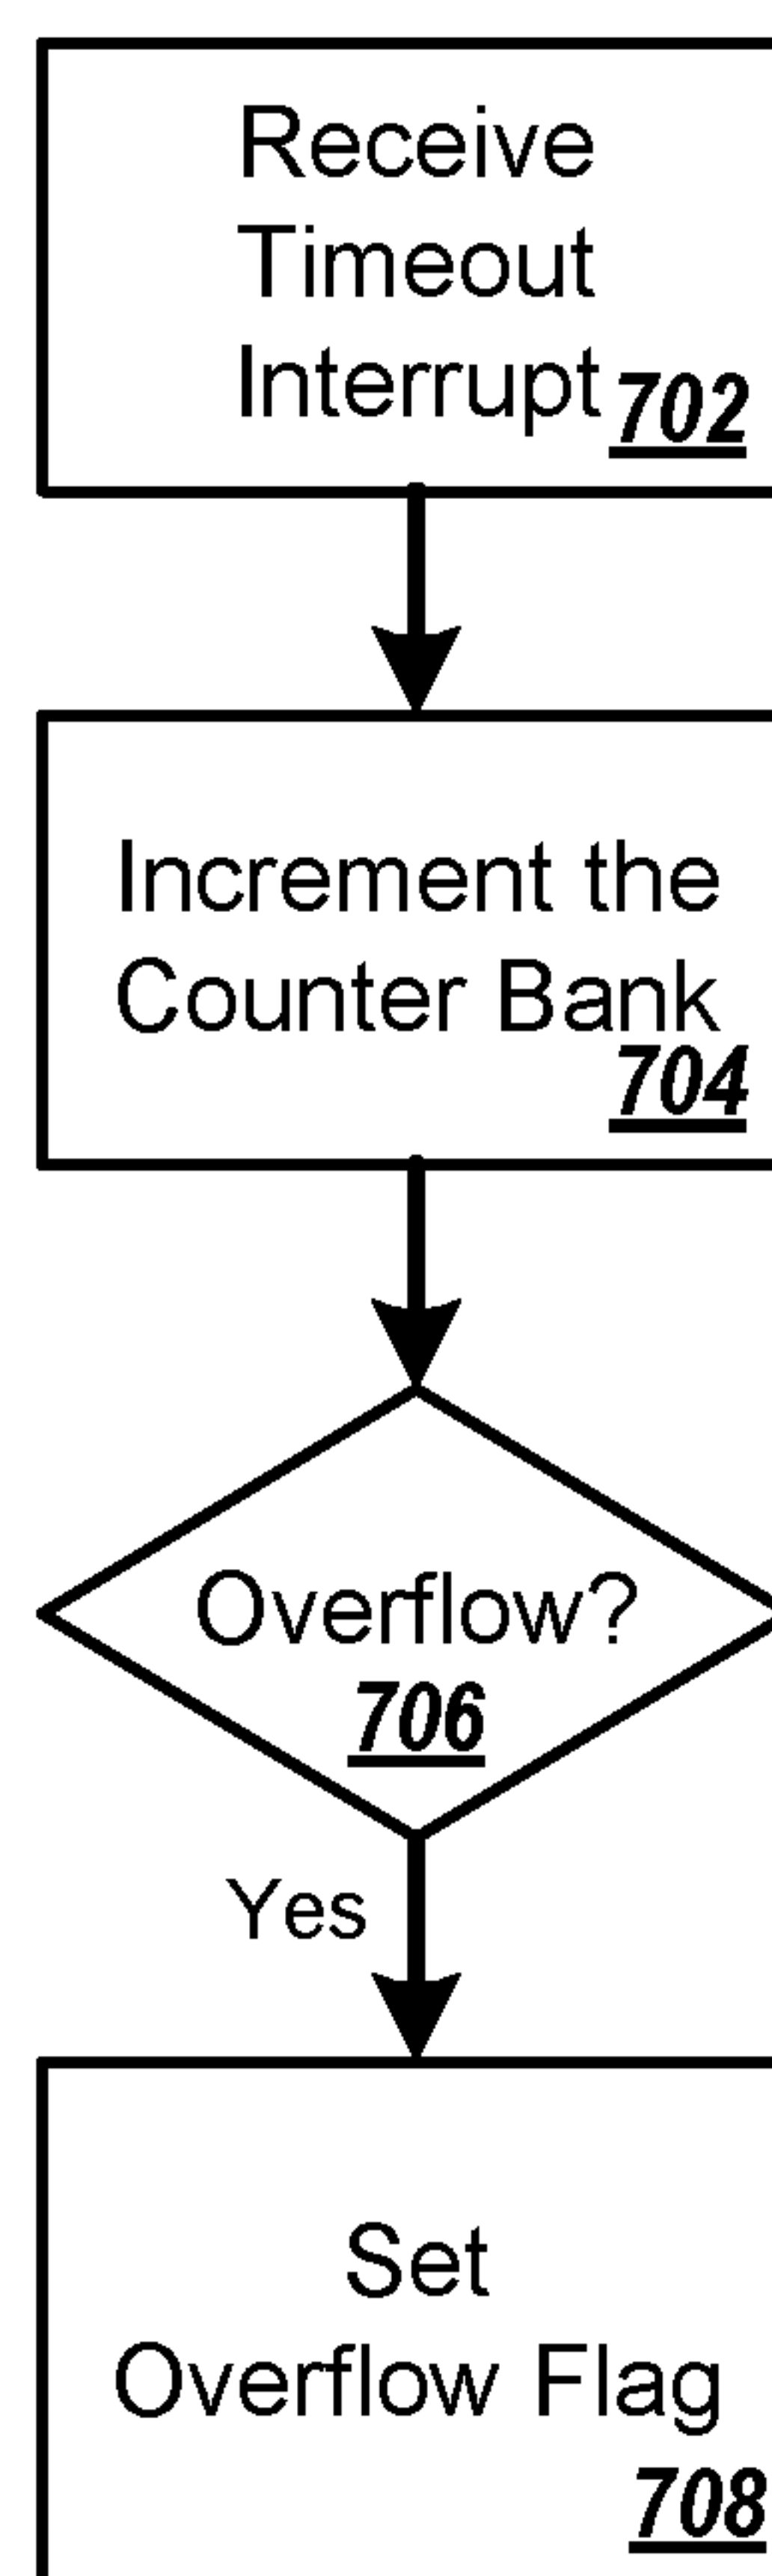 Receive
Timeout
Interrupt 702
Increment the
Counter Bank
704
Overflow?
706
Yes
Set
Overflow Flag
708